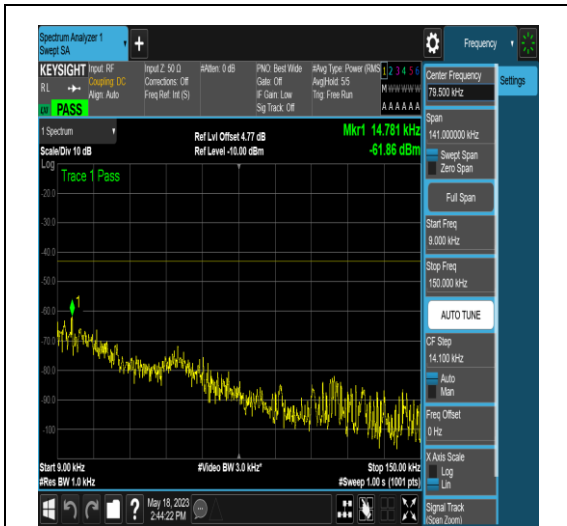 Spectrum Analyzer 1
Swept SA
+
Frequency
KEYSIGHT
RL
PASS
Input: RF
Coupling: DC
Align: Auto
Input Z: 50 Ω
Corrections: Off
Freq Ref: Int (S)
#Atten: 0 dB
PNO: Best Wide
Gate: Off
IF Gain: Low
Sig Track: Off
#Avg Type: Power (RMS
Avg|Hold: 5/5
Trig: Free Run
1 2 3 4 5 6
M W W W W W
A A A A A A
Center Frequency
79.500 kHz
Settings
Span
141.000000 kHz
Swept Span
Zero Span
Full Span
Start Freq
9.000 kHz
Stop Freq
150.000 kHz
AUTO TUNE
CF Step
14.100 kHz
Auto
Man
Freq Offset
0 Hz
X Axis Scale
Log
Lin
Signal Track
(Span Zoom)
1 Spectrum
Scale/Div 10 dB
Ref Lvl Offset 4.77 dB
Ref Level -10.00 dBm
Mkr1 14.781 kHz
-61.86 dBm
Log
Trace 1 Pass
-20.0
-30.0
-40.0
-50.0
-60.0
-70.0
-80.0
-90.0
-100
1
Start 9.00 kHz
#Res BW 1.0 kHz
#Video BW 3.0 kHz*
Stop 150.00 kHz
#Sweep 1.00 s (1001 pts)
?
May 18, 2023
2:44:22 PM